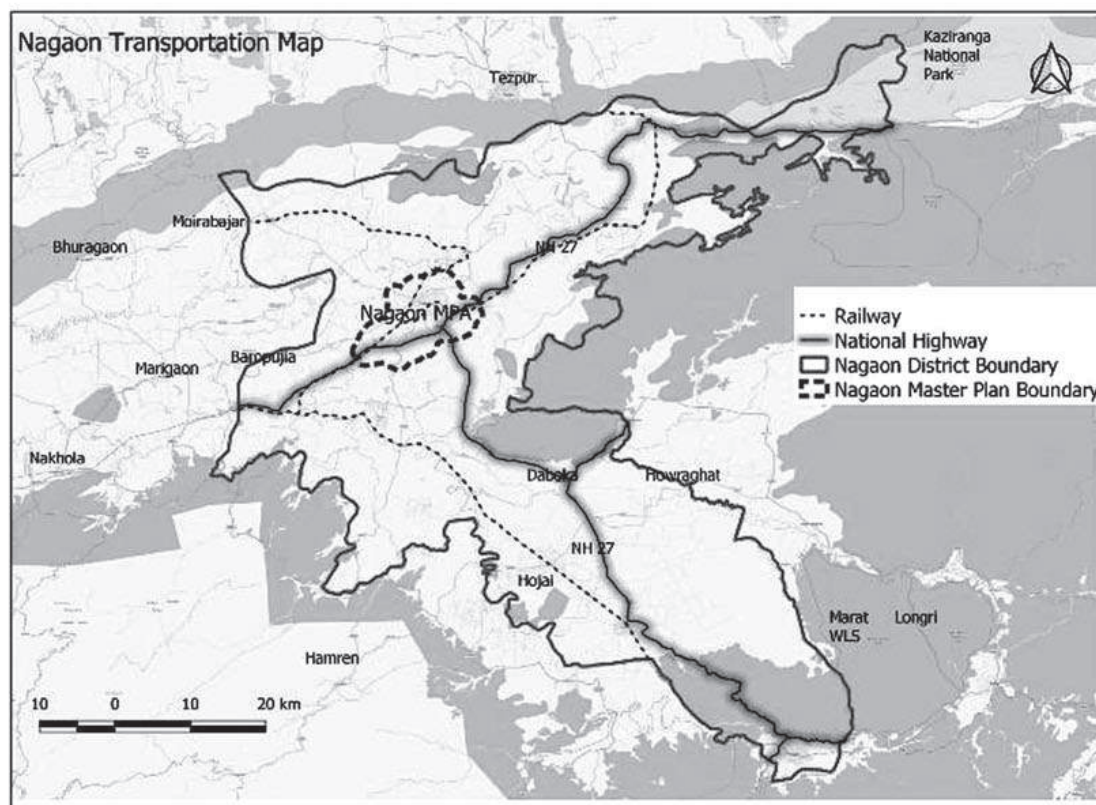 Nagaon Transportation Map
Kaziranga
National
Park
Tezpur
Moirabajar
Bhuragaon
NH 27
Nagaon MPA
Railway
National Highway
Nagaon District Boundary
Nagaon Master Plan Boundary
Baropujia
Marigaon
Nakhola
Daboka
Howraghat
NH 27
Hojai
Marat
WLS
Longri
Hamren
10 0 10 20 km